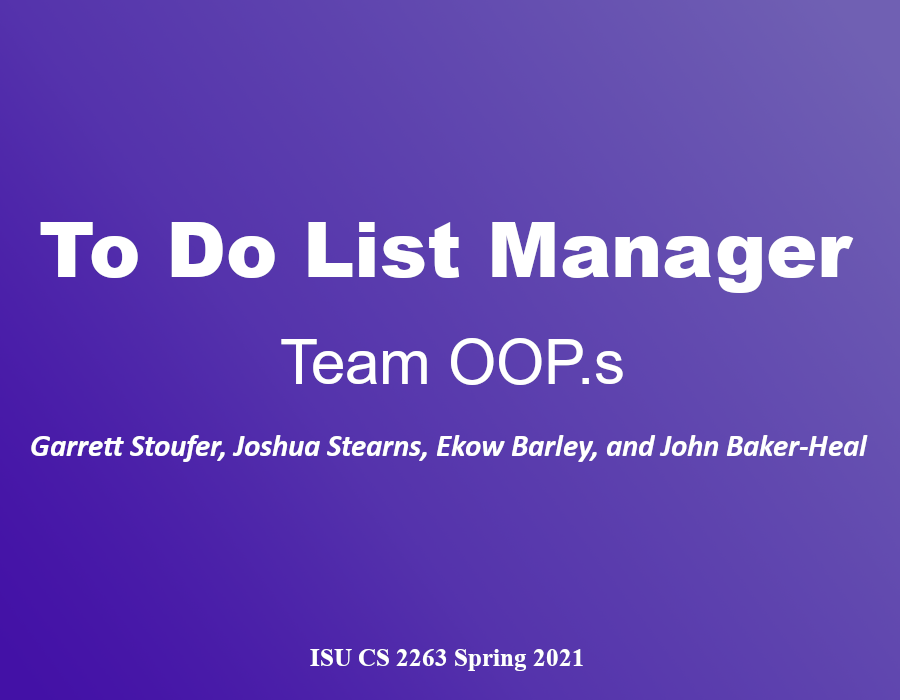 To Do List Manager
Team OOP.s
Garrett Stoufer, Joshua Stearns, Ekow Barley, and John Baker-Heal
ISU CS 2263 Spring 2021